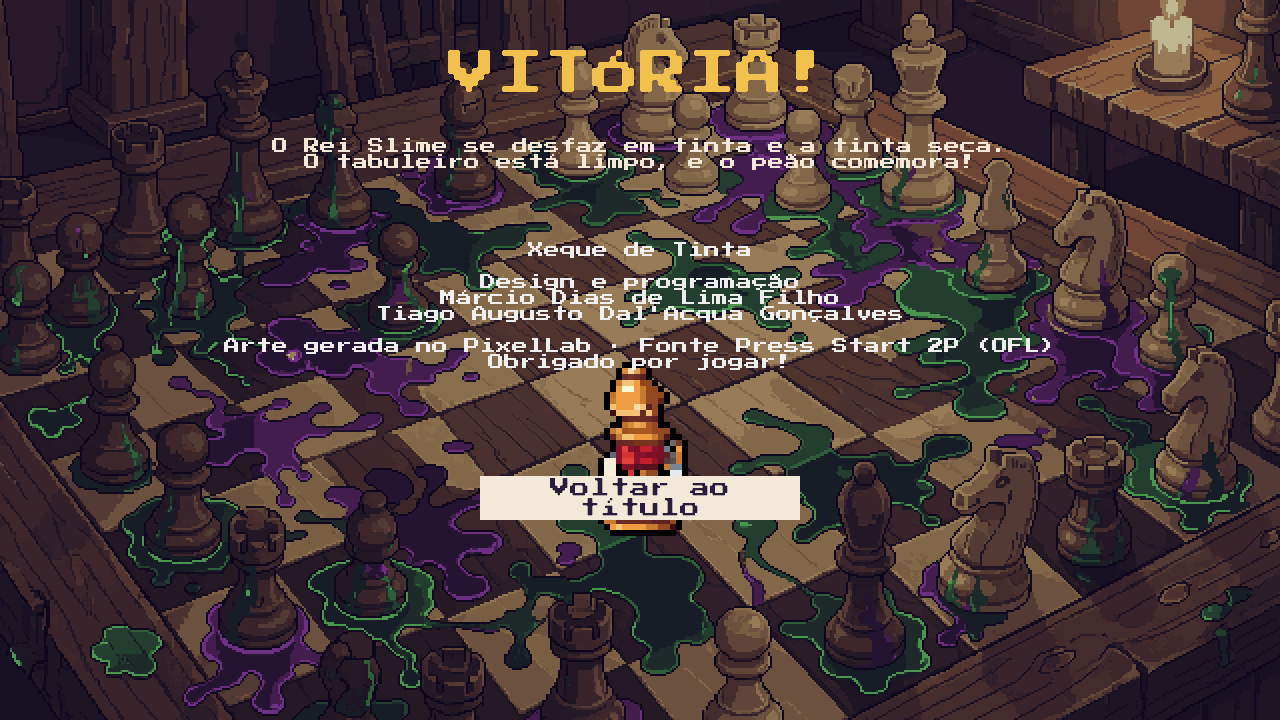 VITÓRIA!
O Rei Slime se desfaz em tinta e a tinta seca.
O tabuleiro está limpo, e o peão comemora!
Xeque de Tinta
Design e programação
Márcio Dias de Lima Filho
Tiago Augusto Dal'Acqua Gonçalves
Arte gerada no PixelLab · Fonte Press Start 2P (OFL)
Obrigado por jogar!
Voltar ao
título